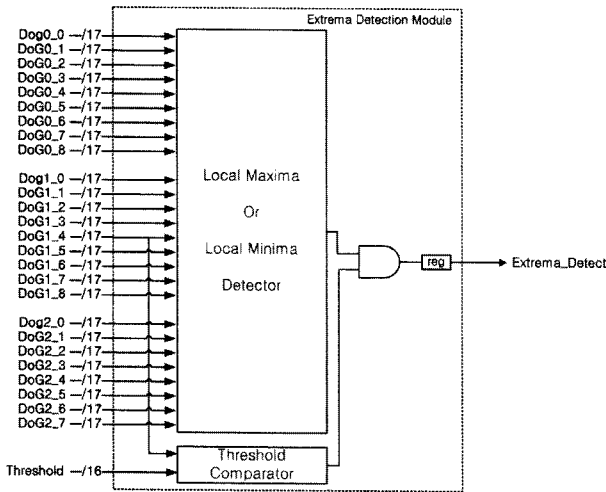 Extrema Detection Module
Dog0_0 —/17
DoG0_1 —/17
DoG0_2 —/17
DoG0_3 —/17
DoG0_4 —/17
DoG0_5 —/17
DoG0_6 —/17
DoG0_7 —/17
DoG0_8 —/17
Dog1_0 —/17
DoG1_1 —/17
DoG1_2 —/17
DoG1_3 —/17
DoG1_4 —/17
DoG1_5 —/17
DoG1_6 —/17
DoG1_7 —/17
DoG1_8 —/17
Dog2_0 —/17
DoG2_1 —/17
DoG2_2 —/17
DoG2_3 —/17
DoG2_4 —/17
DoG2_5 —/17
DoG2_6 —/17
DoG2_7 —/17
Threshold —/16
Local Maxima
Or
Local Minima
Detector
Threshold
Comparator
reg
Extrema_Detect